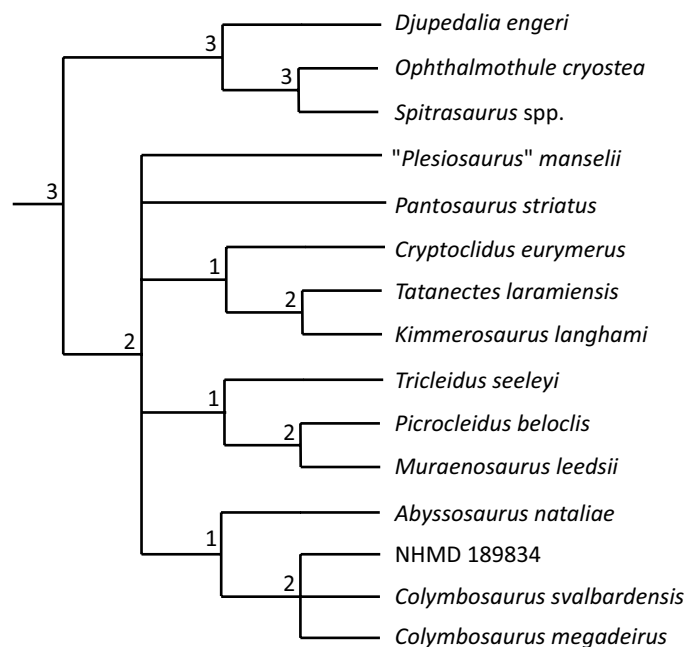 Djupedalia engeri
3
3
Ophthalmothule cryostea
Spitrasaurus spp.
"Plesiosaurus" manselii
3
Pantosaurus striatus
Cryptoclidus eurymerus
1
Tatanectes laramiensis
2
Kimmerosaurus langhami
2
Tricleidus seeleyi
1
Picrocleidus beloclis
2
Muraenosaurus leedsii
Abyssosaurus nataliae
1
NHMD 189834
2
Colymbosaurus svalbardensis
Colymbosaurus megadeirus